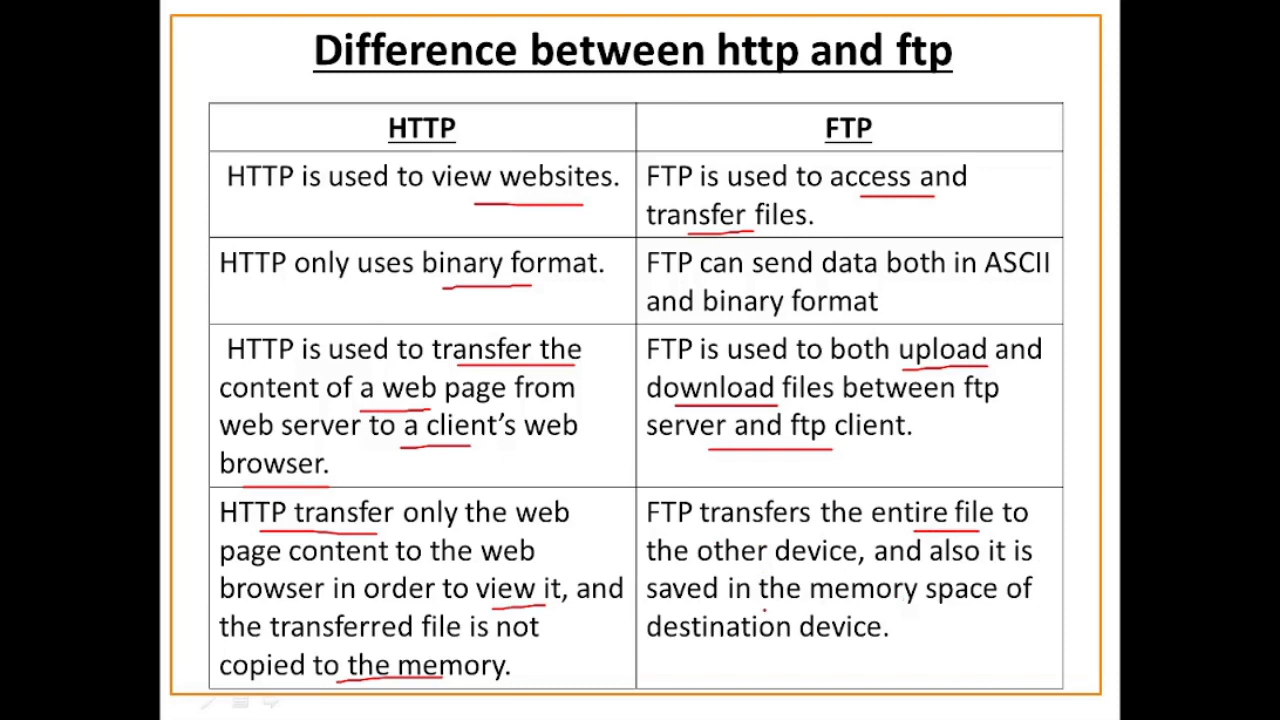 Difference between http and ftp
HTTP
FTP
HTTP is used to view websites.
FTP is used to access and
transfer files.
HTTP only uses binary format.
FTP can send data both in ASCII
and binary format
HTTP is used to transfer the
content of a web page from
web server to a client’s web
browser.
FTP is used to both upload and
download files between ftp
server and ftp client.
HTTP transfer only the web
page content to the web
browser in order to view it, and
the transferred file is not
copied to the memory.
FTP transfers the entire file to
the other device, and also it is
saved in the memory space of
destination device.